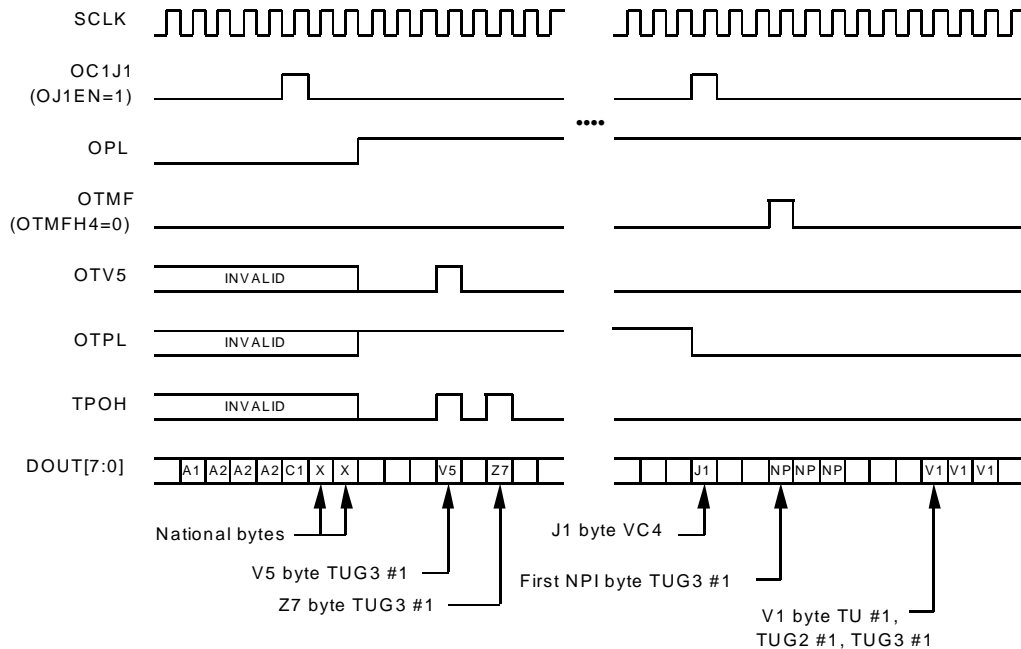 SCLK
OC1J1
(OJ1EN=1)
OPL
OTMF
(OTMFH4=0)
OTV5
INVALID
OTPL
INVALID
TPOH
INVALID
DOUT[7:0]
A1 A2 A2 A2 C1 X X V5 Z7 J1 NP NP NP V1 V1 V1
National bytes
J1 byte VC4
V5 byte TUG3 #1
First NPI byte TUG3 #1
Z7 byte TUG3 #1
V1 byte TU #1,
TUG2 #1, TUG3 #1